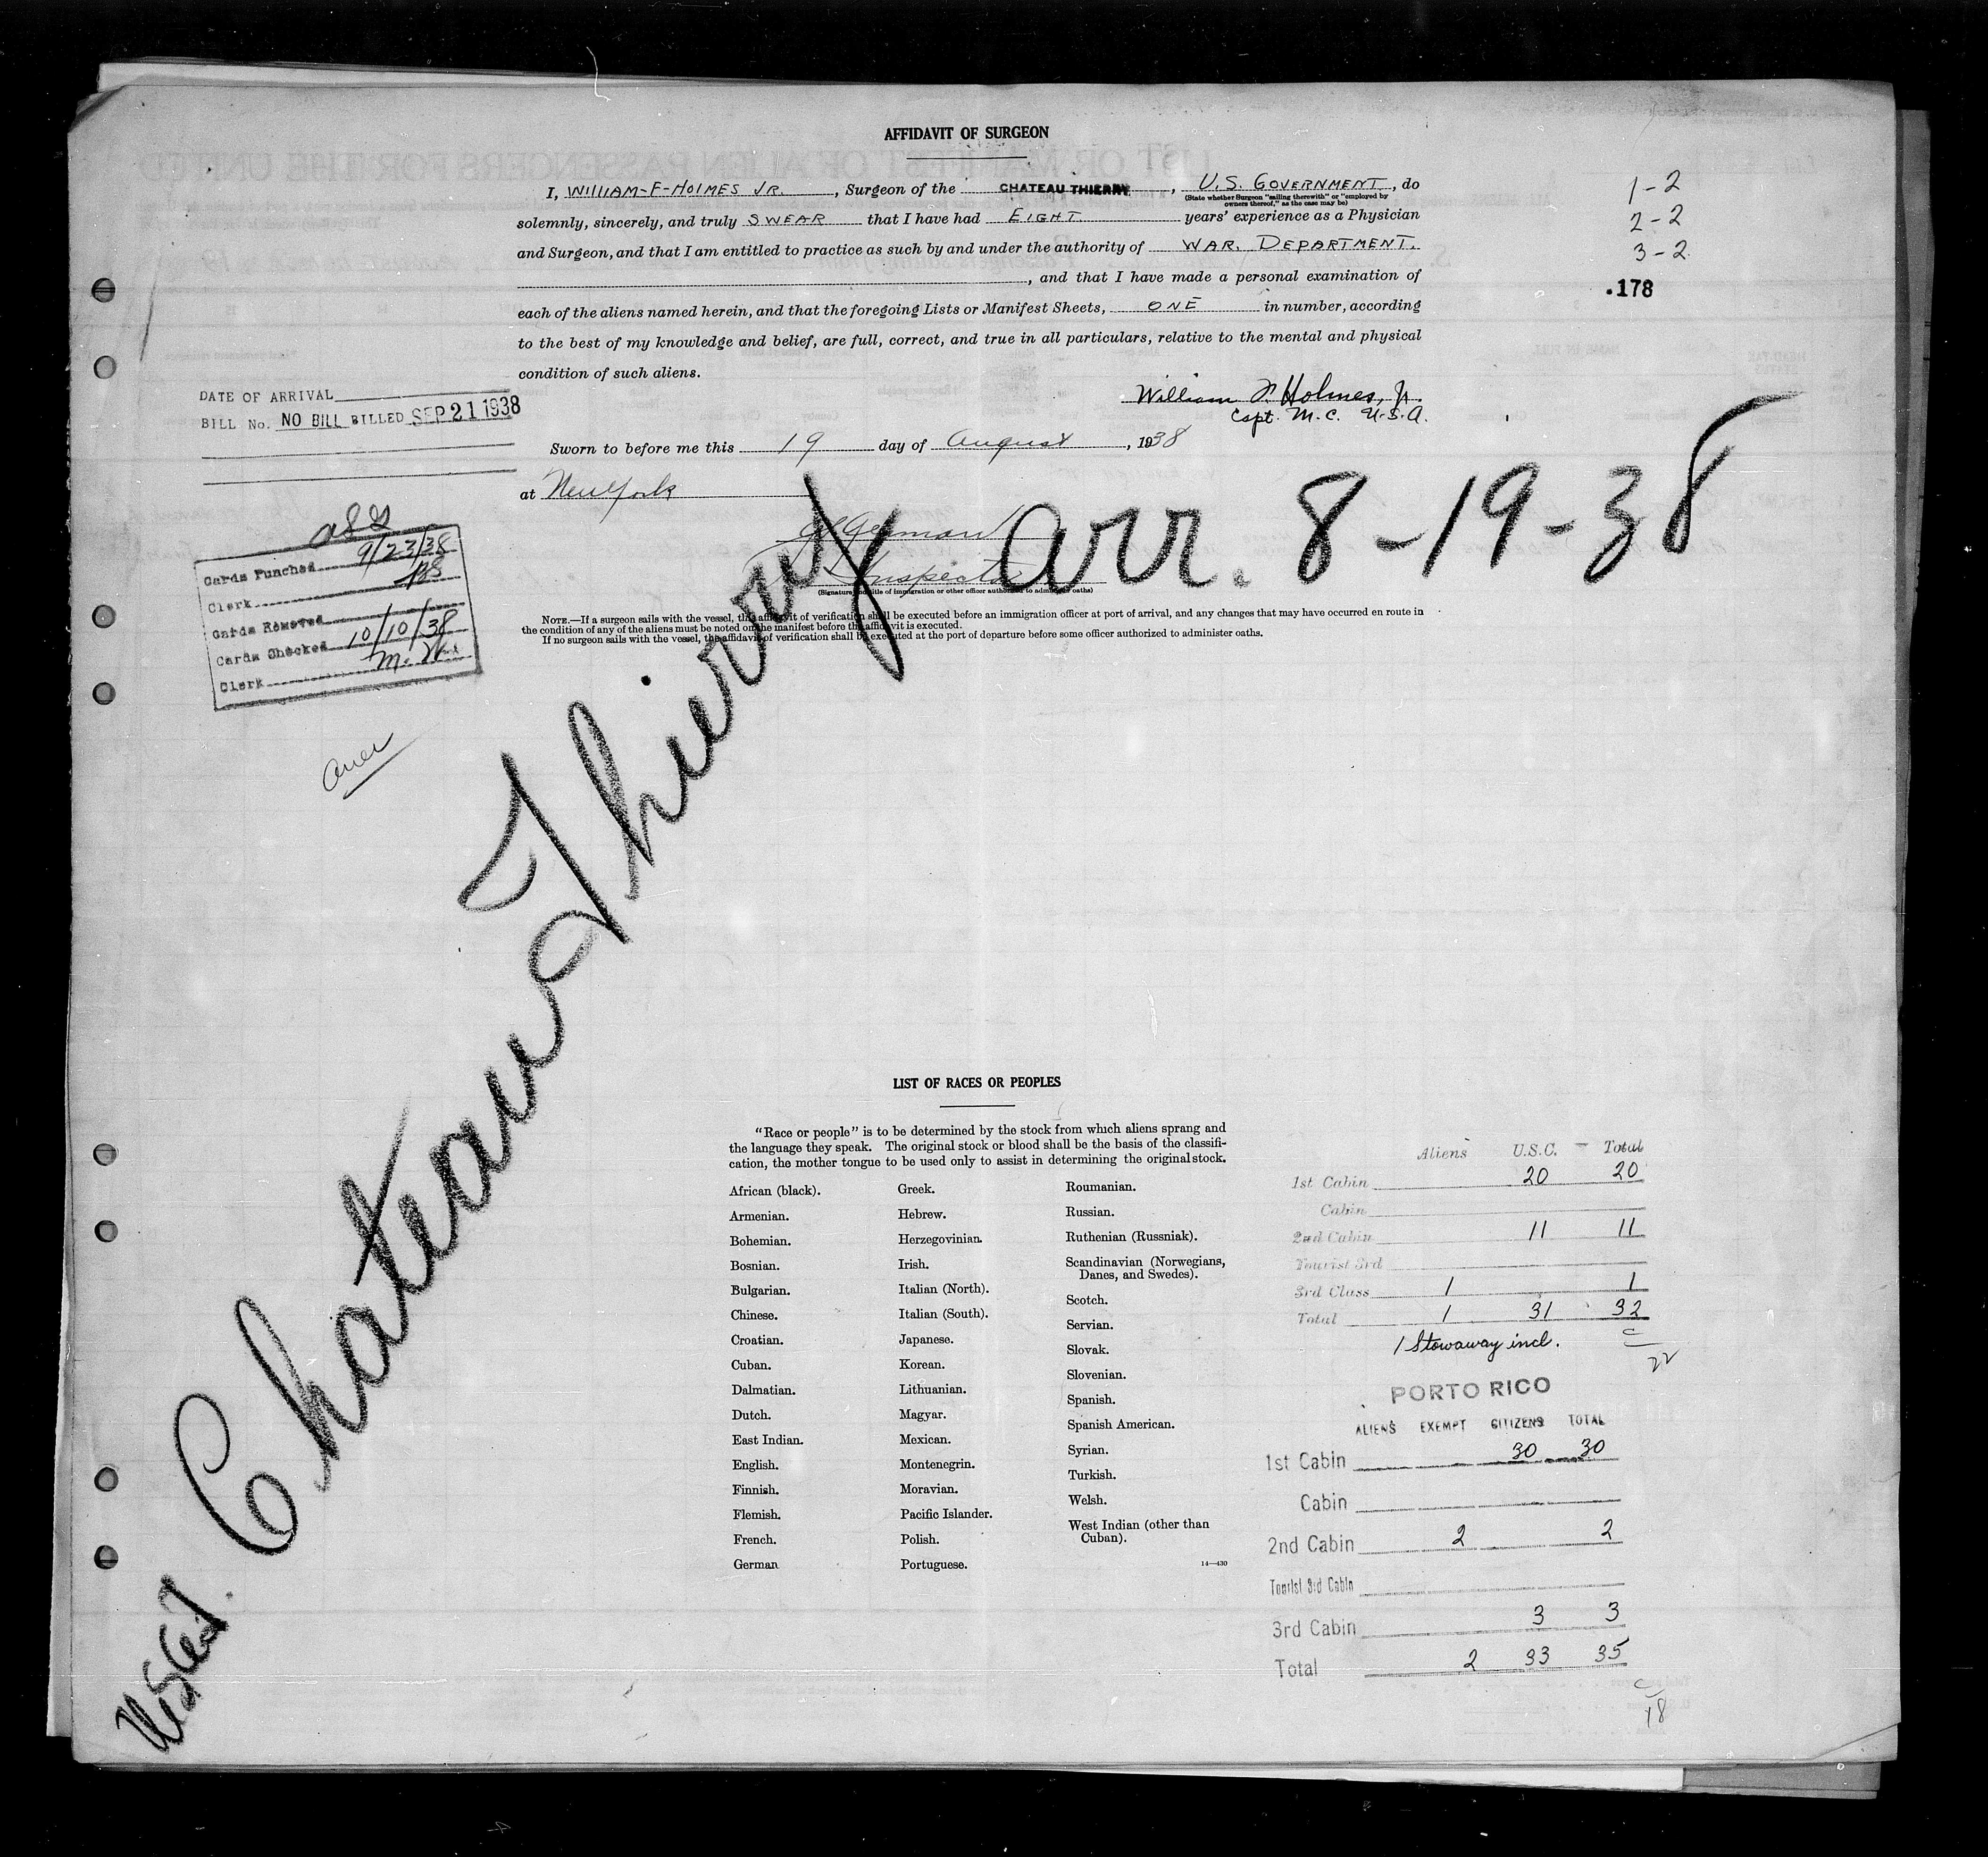 AFFIDAVIT OF SURGEON
I, WILLIAM-F-HOLMES JR. , Surgeon of the CHATEAU THIERRY , U.S. GOVERNMENT , do
(State whether Surgeon "sailing therewith" or "employed by
owners thereof," as the case may be)
solemnly, sincerely, and truly SWEAR that I have had EIGHT years' experience as a Physician
and Surgeon, and that I am entitled to practice as such by and under the authority of WAR. DEPARTMENT.
, and that I have made a personal examination of
each of the aliens named herein, and that the foregoing Lists or Manifest Sheets, ONE in number, according
to the best of my knowledge and belief, are full, correct, and true in all particulars, relative to the mental and physical
condition of such aliens.
1-2
2-2
3-2
.178
William F. Holmes, Jr.
Capt. M.C. U.S.A.
DATE OF ARRIVAL
BILL No. NO BILL BILLED SEP 21 1938
Sworn to before me this 19 day of August , 1938
at New York
Inspector
(Signature and title of immigration or other officer authorized to administer oaths)
arr. 8-19-38
NOTE.—If a surgeon sails with the vessel, the affidavit of verification shall be executed before an immigration officer at port of arrival, and any changes that may have occurred en route in
the condition of any of the aliens must be noted on the manifest before the affidavit is executed.
If no surgeon sails with the vessel, the affidavit of verification shall be executed at the port of departure before some officer authorized to administer oaths.
Cards Punched 9/23/38
Clerk
Cards Removed
Cards Checked 10/10/38
Clerk
Chateau Thierry
LIST OF RACES OR PEOPLES
"Race or people" is to be determined by the stock from which aliens sprang and
the language they speak. The original stock or blood shall be the basis of the classifi-
cation, the mother tongue to be used only to assist in determining the original stock.
African (black).
Armenian.
Bohemian.
Bosnian.
Bulgarian.
Chinese.
Croatian.
Cuban.
Dalmatian.
Dutch.
East Indian.
English.
Finnish.
Flemish.
French.
German
Greek.
Hebrew.
Herzegovinian.
Irish.
Italian (North).
Italian (South).
Japanese.
Korean.
Lithuanian.
Magyar.
Mexican.
Montenegrin.
Moravian.
Pacific Islander.
Polish.
Portuguese.
Roumanian.
Russian.
Ruthenian (Russniak).
Scandinavian (Norwegians,
Danes, and Swedes).
Scotch.
Servian.
Slovak.
Slovenian.
Spanish.
Spanish American.
Syrian.
Turkish.
Welsh.
West Indian (other than
Cuban).
14—430
Aliens U.S.C. Total
1st Cabin 20 20
Cabin
2nd Cabin 11 11
Tourist 3rd
3rd Class 1 1
Total 1 31 32
1 Stowaway incl.
PORTO RICO
ALIENS EXEMPT CITIZENS TOTAL
1st Cabin 30 30
Cabin
2nd Cabin 2 2
Tourist 3rd Cabin
3rd Cabin 3 3
Total 2 33 35
18